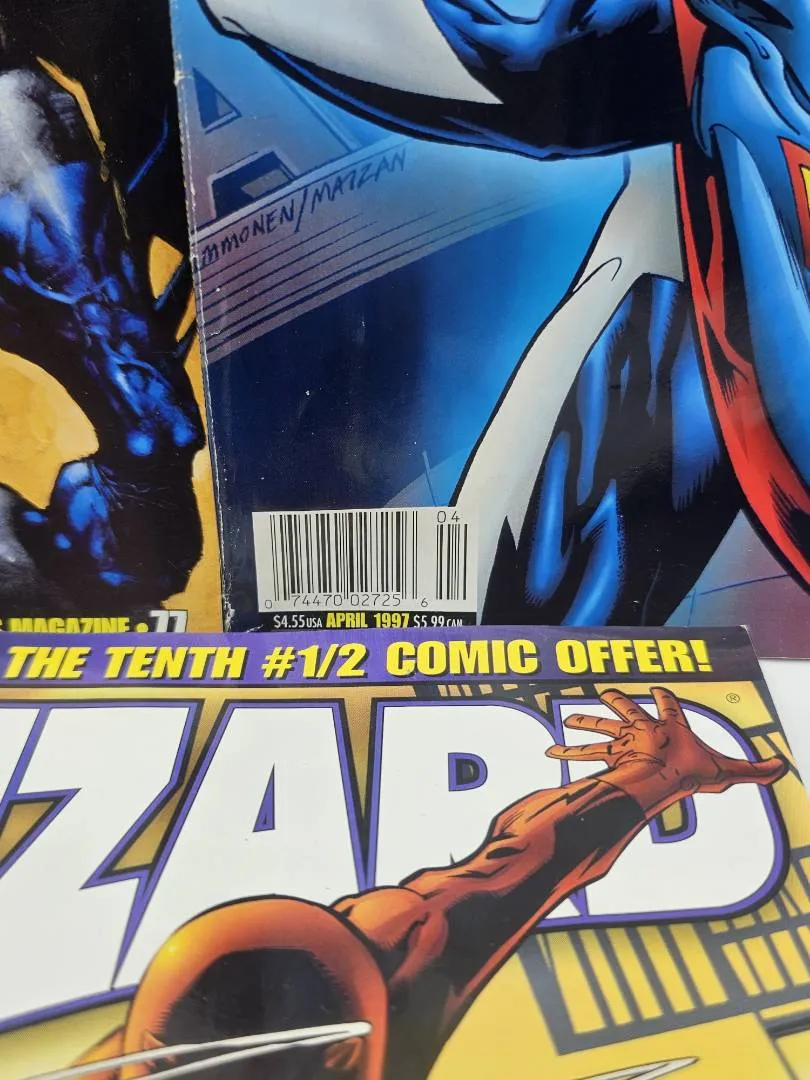 MMONEN/MATZAN
04
0 74470 02725 6
$4.55 USA APRIL 1997 $5.99 CAN
S MAGAZINE • 77
THE TENTH #1/2 COMIC OFFER!
ZARD ®